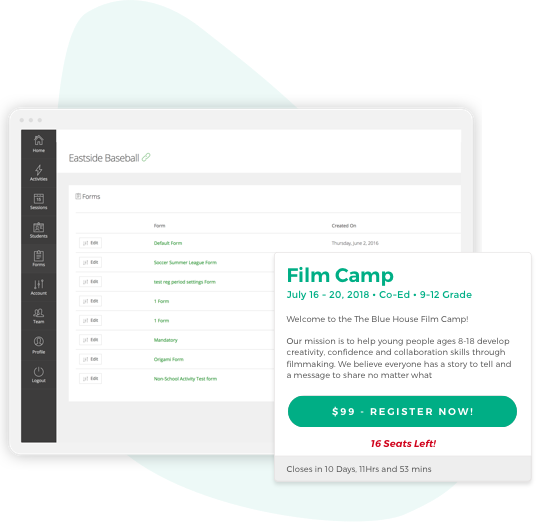 Eastside Baseball
Home
Activities
15
Sessions
Students
Forms
Account
Team
Profile
Logout
Forms
Form Created On
Edit Default Form Thursday, June 2, 2016
Edit Soccer Summer League Form
Edit test reg period settings Form
Edit 1 Form
Edit 1 Form
Edit Mandatory
Edit Origami Form
Edit Non-School Activity Test form
Film Camp
July 16 - 20, 2018 • Co-Ed • 9-12 Grade
Welcome to the The Blue House Film Camp!
Our mission is to help young people ages 8-18 develop
creativity, confidence and collaboration skills through
filmmaking. We believe everyone has a story to tell and
a message to share no matter what
$99 - REGISTER NOW!
16 Seats Left!
Closes in 10 Days, 11Hrs and 53 mins